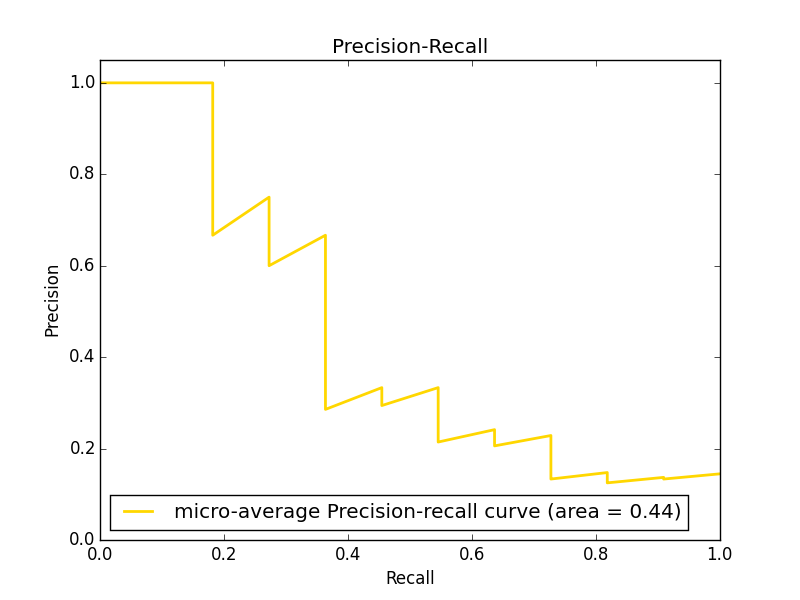 Precision-Recall
1.0
0.8
0.6
0.4
0.2
0.0
Precision
micro-average Precision-recall curve (area = 0.44)
0.0 0.2 0.4 0.6 0.8 1.0
Recall